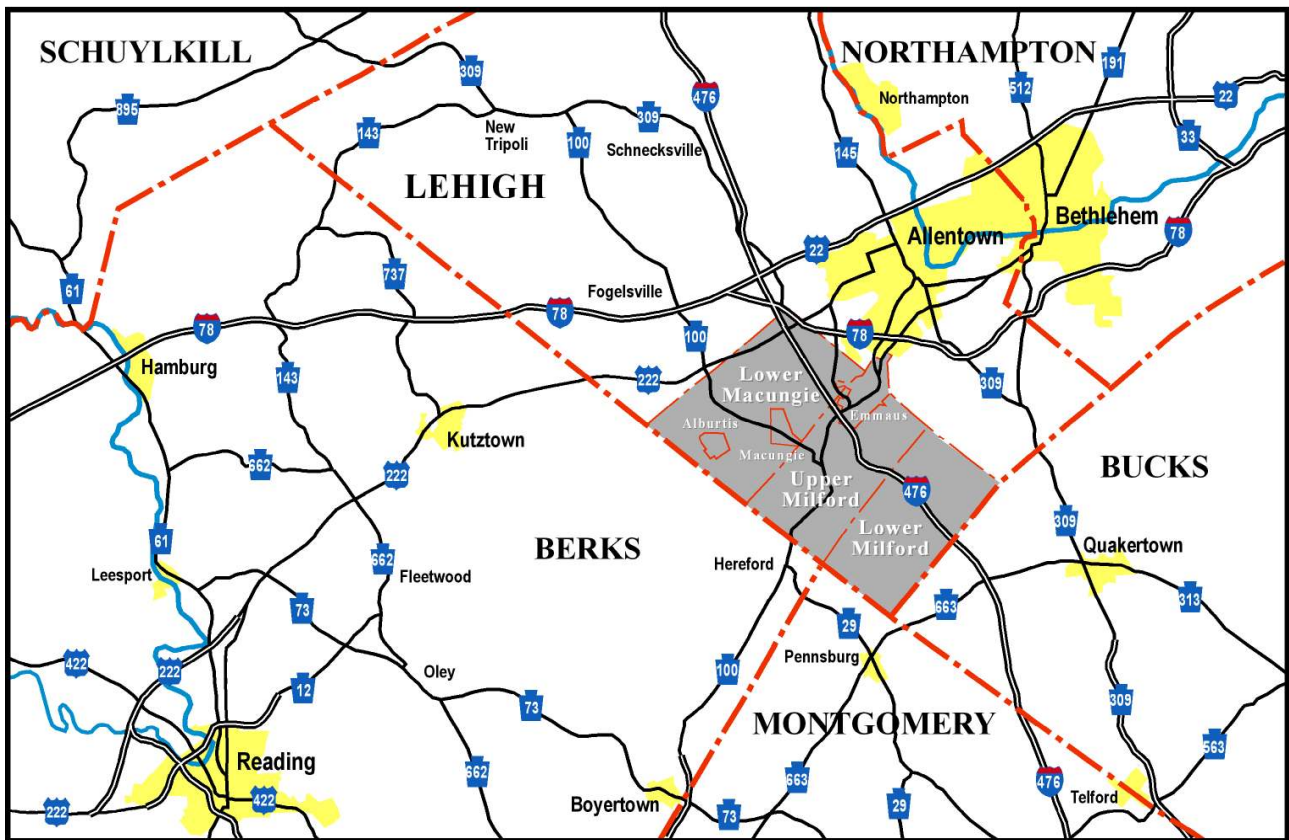 SCHUYLKILL
NORTHAMPTON
309
476
512
191
22
895
Northampton
143
New
Tripoli
100
309
Schnecksville
145
33
LEHIGH
Bethlehem
Allentown
78
22
61
737
Fogelsville
78
78
100
78
Hamburg
143
222
309
Lower
Macungie
Emmaus
Alburtis
Macungie
Kutztown
662
222
BUCKS
Upper
Milford
476
Lower
Milford
309
61
BERKS
Quakertown
Leesport
662
Fleetwood
Hereford
73
663
313
29
422
222
Oley
Pennsburg
12
100
73
MONTGOMERY
309
563
Reading
662
663
476
Boyertown
Telford
222
422
73
29